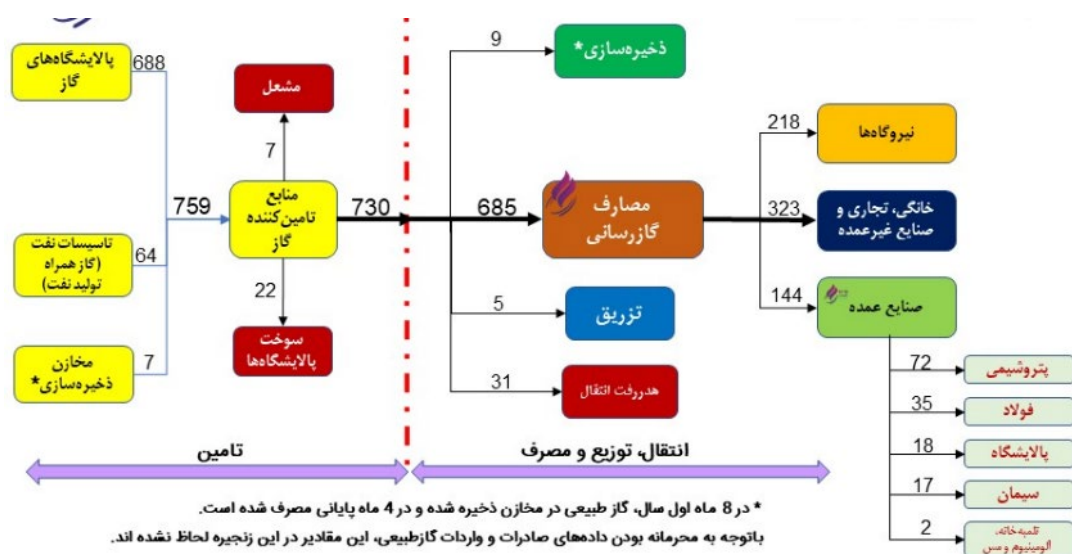 پالایشگاه‌های
گاز
688
تاسیسات نفت
(گاز همراه
تولید نفت)
64
مخازن
ذخیره‌سازی*
7
759
مشعل
7
منابع
تامین‌کننده
گاز
22
سوخت
پالایشگاه‌ها
730
9
ذخیره‌سازی*
685
مصارف
گازرسانی
5
تزریق
31
هدررفت انتقال
218
نیروگاه‌ها
323
خانگی، تجاری و
صنایع غیرعمده
144
صنایع عمده
72
پتروشیمی
35
فولاد
18
پالایشگاه
17
سیمان
2
تلمبه‌خانه،
آلومینیوم و مس
تامین
انتقال، توزیع و مصرف
* در 8 ماه اول سال، گاز طبیعی در مخازن ذخیره شده و در 4 ماه پایانی مصرف شده است.
باتوجه به محرمانه بودن داده‌های صادرات و واردات گازطبیعی، این مقادیر در این زنجیره لحاظ نشده اند.